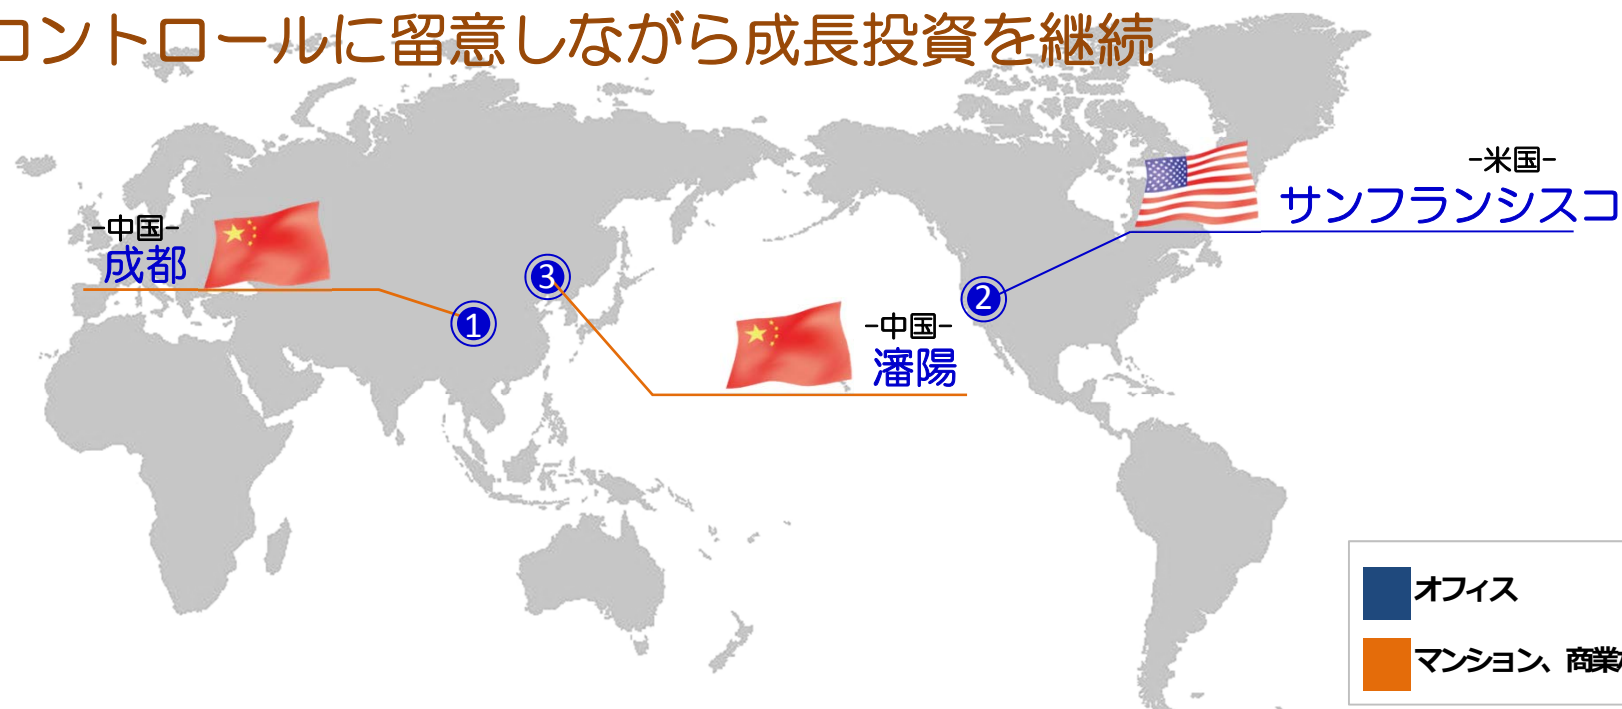 コントロールに留意しながら成長投資を継続
-米国-
サンフランシスコ
-中国-
成都
3
2
1
-中国-
瀋陽
オフィス
マンション、商業